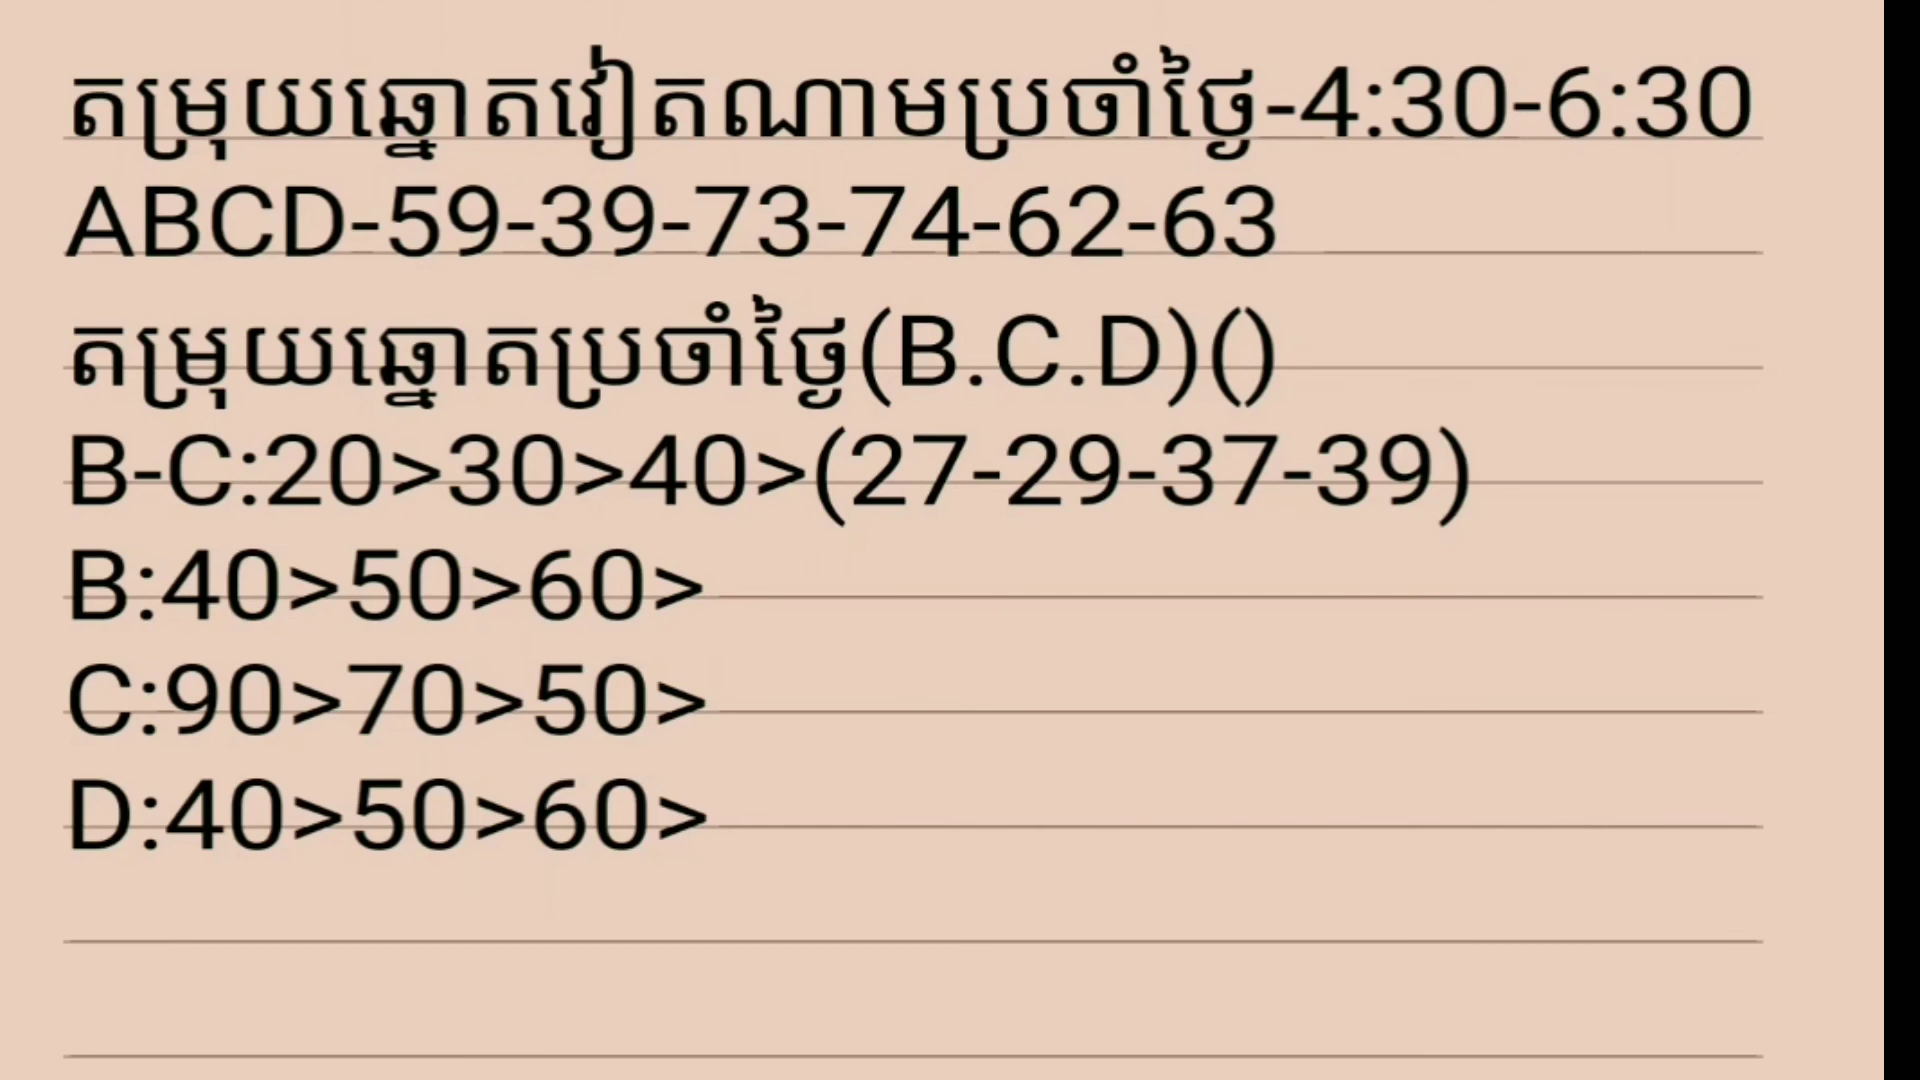 តម្រុយឆ្នោតវៀតណាមប្រចាំថ្ងៃ-4:30-6:30
ABCD-59-39-73-74-62-63
តម្រុយឆ្នោតប្រចាំថ្ងៃ(B.C.D)()
B-C:20>30>40>(27-29-37-39)
B:40>50>60>
C:90>70>50>
D:40>50>60>